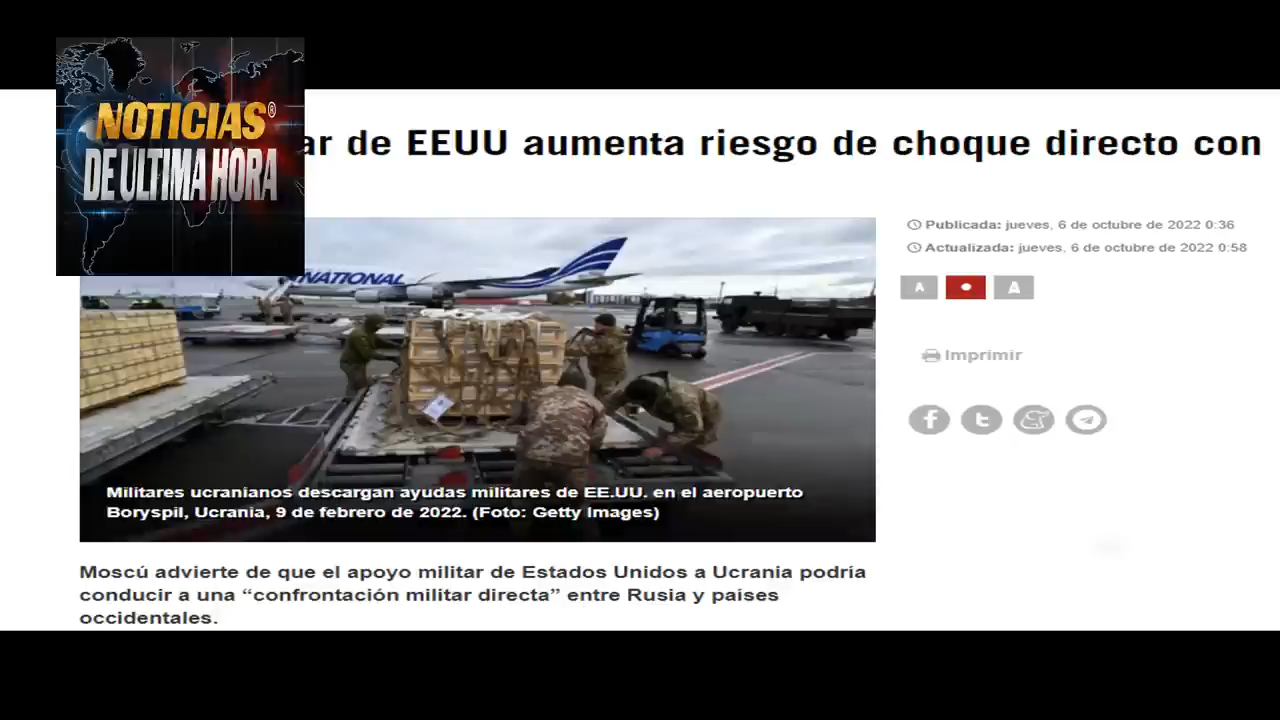 NOTICIAS®
DE ULTIMA HORA
ar de EEUU aumenta riesgo de choque directo con
Publicada: jueves, 6 de octubre de 2022 0:36
Actualizada: jueves, 6 de octubre de 2022 0:58
A
A
Imprimir
NATIONAL
Militares ucranianos descargan ayudas militares de EE.UU. en el aeropuerto
Boryspil, Ucrania, 9 de febrero de 2022. (Foto: Getty Images)
Moscú advierte de que el apoyo militar de Estados Unidos a Ucrania podría
conducir a una “confrontación militar directa” entre Rusia y países
occidentales.